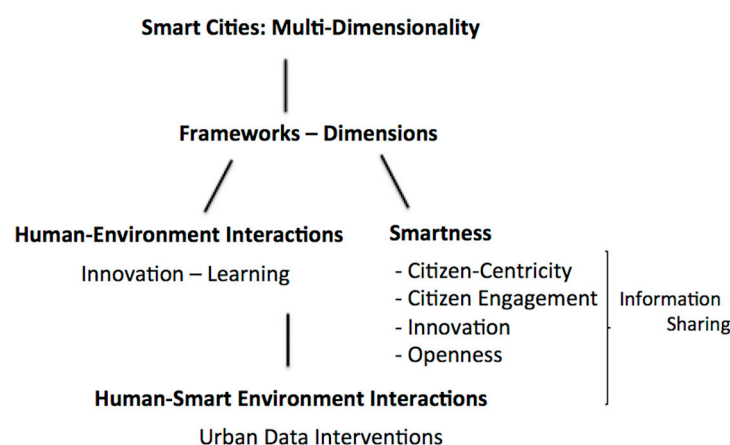 Smart Cities: Multi-Dimensionality
Frameworks – Dimensions
Human-Environment Interactions
Innovation – Learning
Smartness
- Citizen-Centricity
- Citizen Engagement
- Innovation
- Openness
Information
Sharing
Human-Smart Environment Interactions
Urban Data Interventions